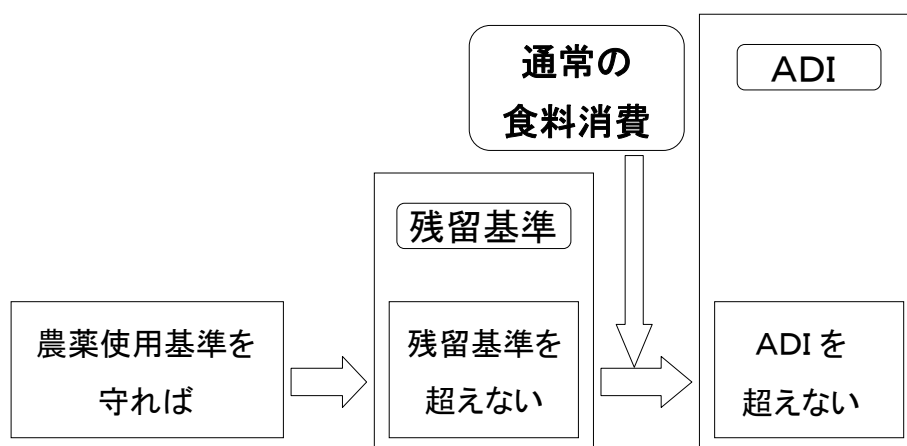 通常の
食料消費
ADI
残留基準
農薬使用基準を
守れば
残留基準を
超えない
ADI を
超えない